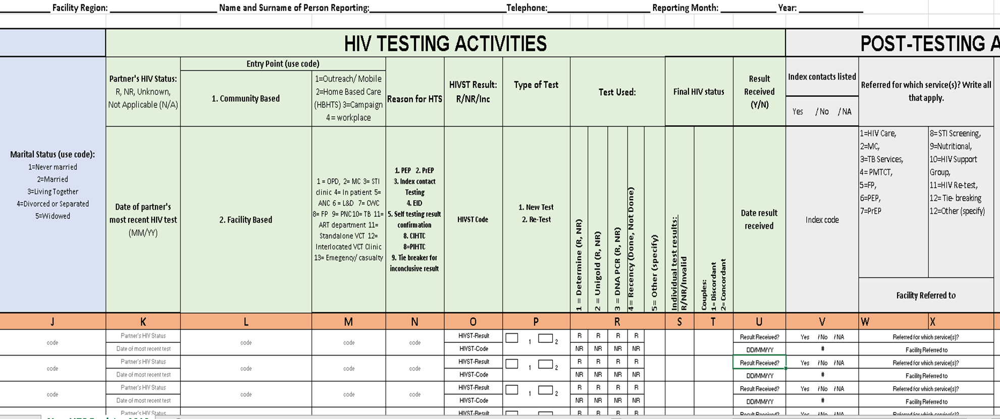 Facility Region: Name and Surname of Person Reporting: Telephone: Reporting Month: Year:
HIV TESTING ACTIVITIES
POST-TESTING A
Marital Status (use code):
1=Never married
2=Married
3=Living Together
4=Divorced or Separated
5=Widowed
Partner's HIV Status:
R, NR, Unknown,
Not Applicable (N/A)
Date of partner's
most recent HIV test
(MM/YY)
Entry Point (use code)
1. Community Based
1=Outreach/ Mobile
2=Home Based Care
(HBHTS) 3=Campaign
4= workplace
2. Facility Based
1 = OPD, 2= MC 3= STI
clinic 4= In patient 5=
ANC 6 = L&D 7= CWC
8= FP 9= PNC10= TB 11=
ART department 11=
Standalone VCT 12=
Interlocated VCT Clinic
13= Emegency/ casualty
Reason for HTS
1. PEP 2. PrEP
3. Index contact
Testing
4. EID
5. Self testing result
confirmation
8. CIHTC
8=PIHTC
9. Tie breaker for
inconclusive result
HIVST Result:
R/NR/Inc
HIVST Code
Type of Test
1. New Test
2. Re-Test
Test Used:
1 = Determine (R, NR)
2 = Unigold (R, NR)
3 = DNA PCR (R, NR)
4= Recency (Done, Not Done)
5= Other (specify)
Final HIV status
Individual test results:
R/NR/Invalid
Couples:
1=Discordant
2=Concordant
Result
Received
(Y/N)
Date result
received
Index contacts listed
Yes / No / NA
Index code
Referred for which service(s)? Write all
that apply.
1=HIV Care,
2=MC,
3=TB Services,
4= PMTCT,
5=FP,
6=PEP,
7=PrEP
8= STI Screening,
9=Nutritional,
10=HIV Support
Group,
11=HIV Re-test,
12= Tie- breaking
12=Other (specify)
Facility Referred to
J K L M N O P R S T U V W X
code Partner's HIV Status code code code HIVST-Result 1 2 R R R R Result Received? Yes / No / NA Referred for which service(s)?
Date of most recent test HIVST-Code NR NR NR NR DD/MM/YY # Facility Referred to
code Partner's HIV Status code code code HIVST-Result 1 2 R R R R Result Received? Yes / No / NA Referred for which service(s)?
Date of most recent test HIVST-Code NR NR NR NR DD/MM/YY # Facility Referred to
code Partner's HIV Status code code code HIVST-Result 1 2 R R R R Result Received? Yes / No / NA Referred for which service(s)?
Date of most recent test HIVST-Code NR NR NR NR DD/MM/YY # Facility Referred to
Partner's HIV Status HIVST-Result R R R R Result Received? Yes / No / NA Referred for which service(s)?